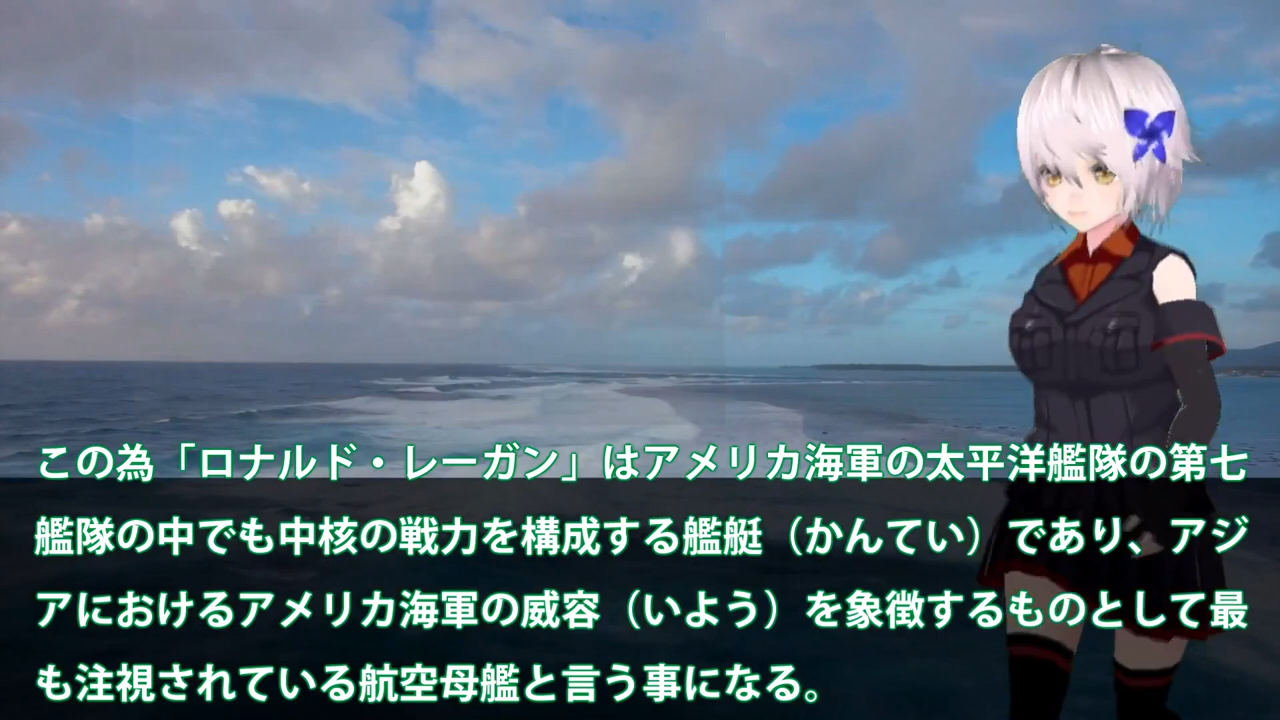 この為「ロナルド・レーガン」はアメリカ海軍の太平洋艦隊の第七
艦隊の中でも中核の戦力を構成する艦艇（かんてい）であり、アジ
アにおけるアメリカ海軍の威容（いよう）を象徴するものとして最
も注視されている航空母艦と言う事になる。